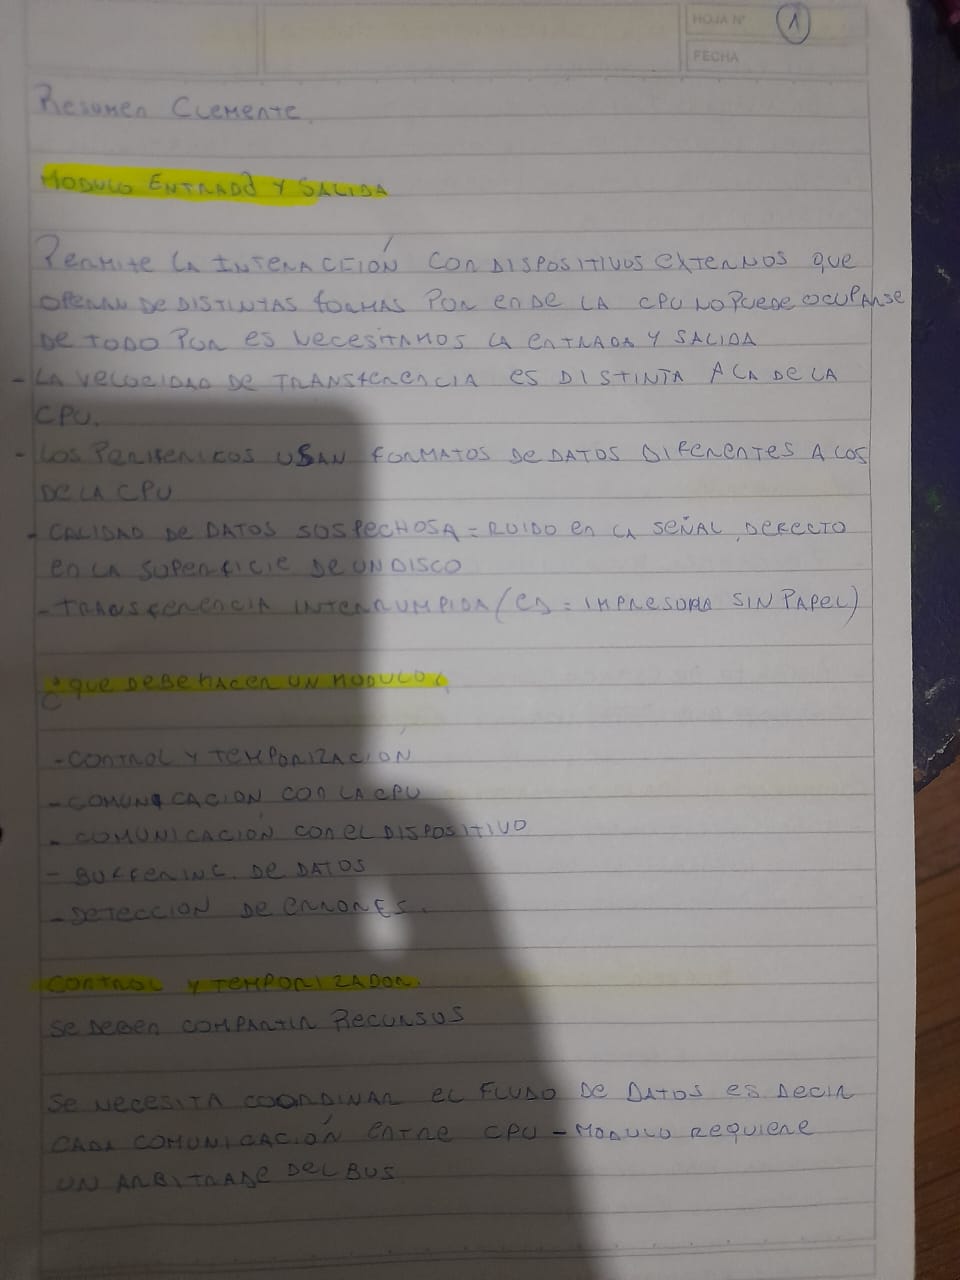 HOJA Nº 1
FECHA
Resumen Clemente.
MODULO ENTRADA Y SALIDA
Permite la interacción con dispositivos externos que
operan de distintas formas por ende la CPU no puede ocuparse
de todo por es necesitamos la entrada y salida
- La velocidad de transferencia es distinta a la de la
CPU.
- Los perifericos usan formatos de datos diferentes a los
de la CPU
- Calidad de datos sospechosa = ruido en la señal, defecto
en la superficie de un disco
- Transferencia interrumpida (ej = impresora sin papel)
¿que debe hacer un modulo?
- Control y temporización
- Comunicación con la CPU
- Comunicación con el dispositivo
- Buffering de datos
- Detección de errores.
Control y temporizador.
Se deben compartir recursos
Se necesita coordinar el flujo de datos es decir
cada comunicación entre CPU - modulo requiere
un arbitraje del bus